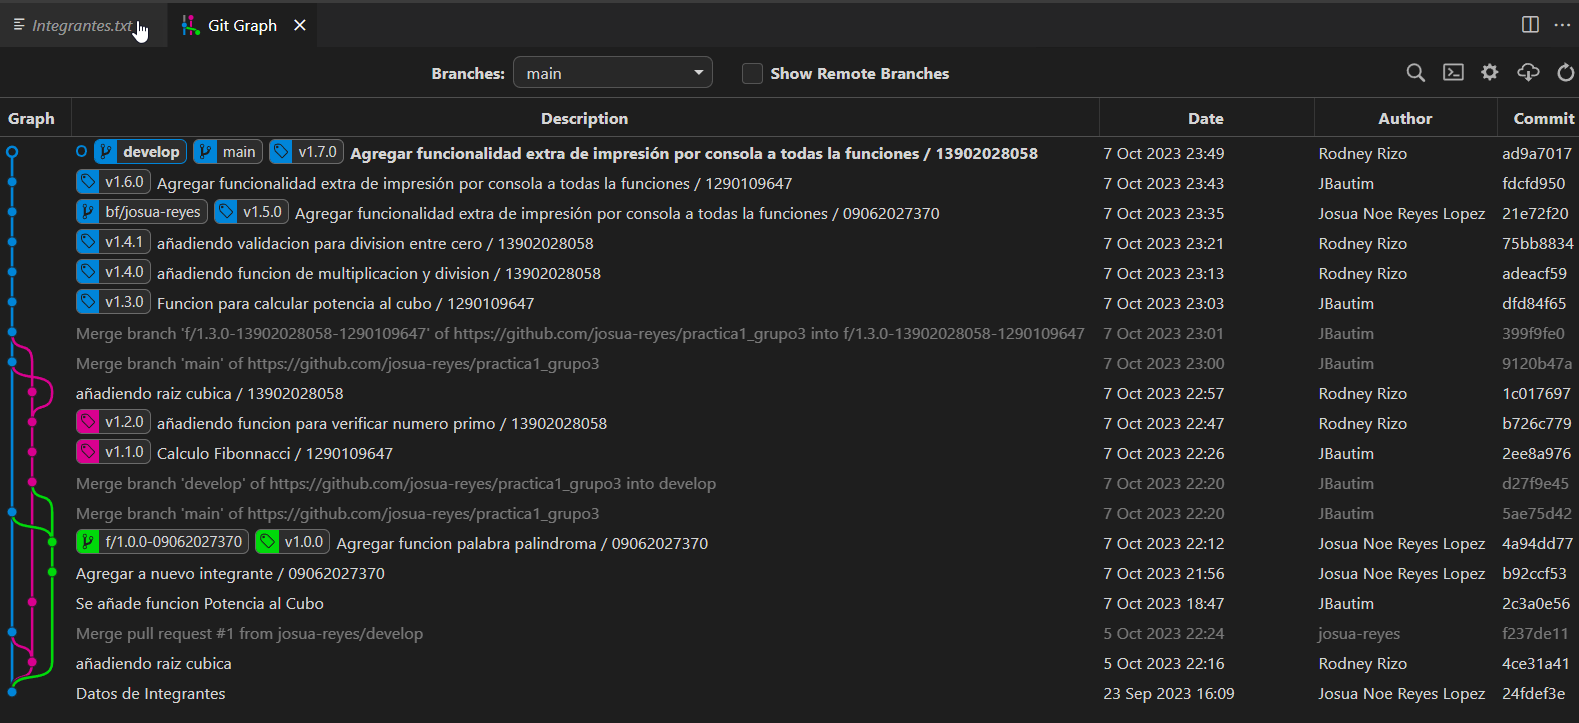 Integrantes.txt Git Graph
Branches: main Show Remote Branches
Graph Description Date Author Commit
develop main v1.7.0 Agregar funcionalidad extra de impresión por consola a todas la funciones / 13902028058 7 Oct 2023 23:49 Rodney Rizo ad9a7017
v1.6.0 Agregar funcionalidad extra de impresión por consola a todas la funciones / 1290109647 7 Oct 2023 23:43 JBautim fdcfd950
bf/josua-reyes v1.5.0 Agregar funcionalidad extra de impresión por consola a todas la funciones / 09062027370 7 Oct 2023 23:35 Josua Noe Reyes Lopez 21e72f20
v1.4.1 añadiendo validacion para division entre cero / 13902028058 7 Oct 2023 23:21 Rodney Rizo 75bb8834
v1.4.0 añadiendo funcion de multiplicacion y division / 13902028058 7 Oct 2023 23:13 Rodney Rizo adeacf59
v1.3.0 Funcion para calcular potencia al cubo / 1290109647 7 Oct 2023 23:03 JBautim dfd84f65
Merge branch 'f/1.3.0-13902028058-1290109647' of https://github.com/josua-reyes/practica1_grupo3 into f/1.3.0-13902028058-1290109647 7 Oct 2023 23:01 JBautim 399f9fe0
Merge branch 'main' of https://github.com/josua-reyes/practica1_grupo3 7 Oct 2023 23:00 JBautim 9120b47a
añadiendo raiz cubica / 13902028058 7 Oct 2023 22:57 Rodney Rizo 1c017697
v1.2.0 añadiendo funcion para verificar numero primo / 13902028058 7 Oct 2023 22:47 Rodney Rizo b726c779
v1.1.0 Calculo Fibonnacci / 1290109647 7 Oct 2023 22:26 JBautim 2ee8a976
Merge branch 'develop' of https://github.com/josua-reyes/practica1_grupo3 into develop 7 Oct 2023 22:20 JBautim d27f9e45
Merge branch 'main' of https://github.com/josua-reyes/practica1_grupo3 7 Oct 2023 22:20 JBautim 5ae75d42
f/1.0.0-09062027370 v1.0.0 Agregar funcion palabra palindroma / 09062027370 7 Oct 2023 22:12 Josua Noe Reyes Lopez 4a94dd77
Agregar a nuevo integrante / 09062027370 7 Oct 2023 21:56 Josua Noe Reyes Lopez b92ccf53
Se añade funcion Potencia al Cubo 7 Oct 2023 18:47 JBautim 2c3a0e56
Merge pull request #1 from josua-reyes/develop 5 Oct 2023 22:24 josua-reyes f237de11
añadiendo raiz cubica 5 Oct 2023 22:16 Rodney Rizo 4ce31a41
Datos de Integrantes 23 Sep 2023 16:09 Josua Noe Reyes Lopez 24fdef3e